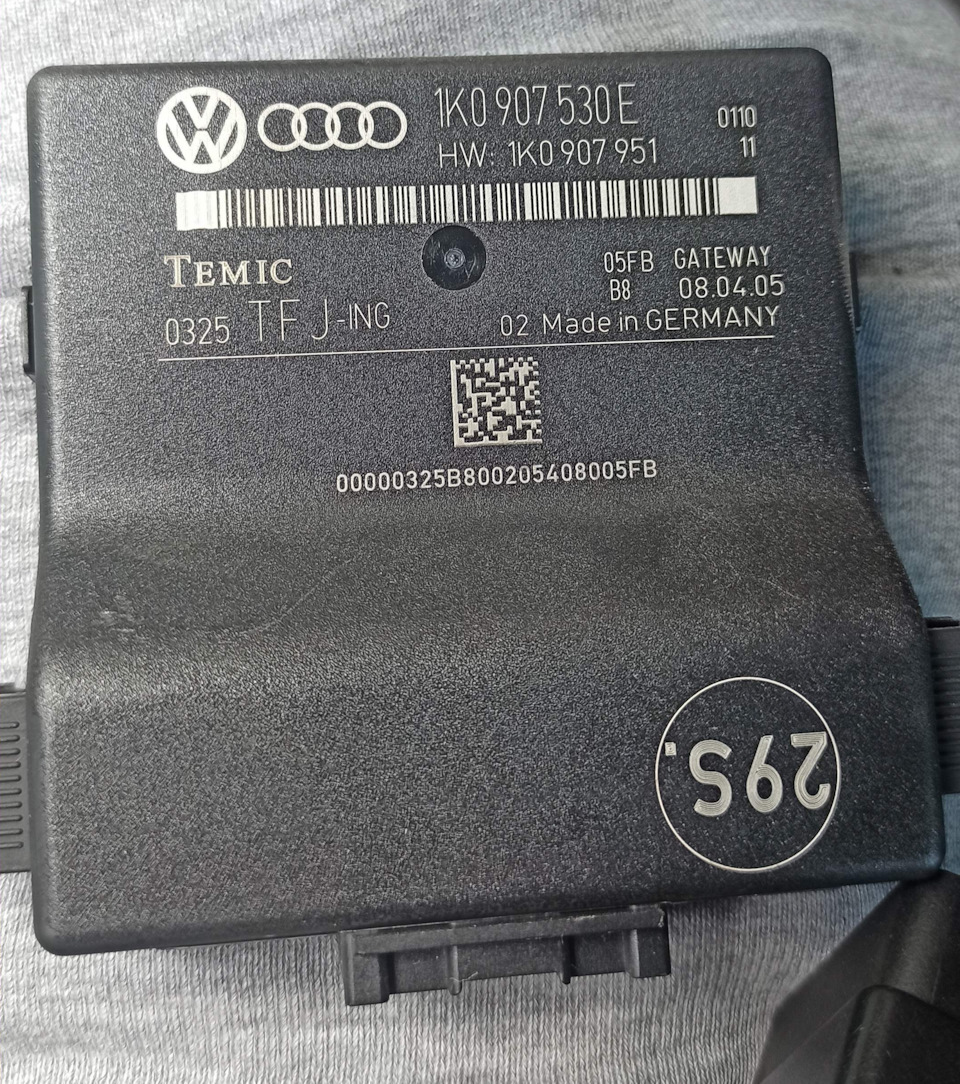 1K0 907 530 E
0110
HW: 1K0 907 951
11
TEMIC
05FB GATEWAY
B8 08.04.05
0325 TFJ-ING
02 Made in GERMANY
00000325B800205408005FB
29S.